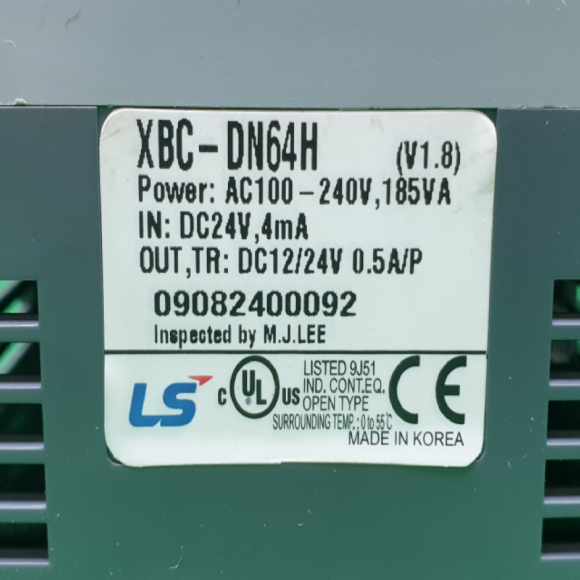 XBC-DN64H (V1.8)
Power: AC100-240V,185VA
IN: DC24V,4mA
OUT,TR: DC12/24V 0.5A/P
09082400092
Inspected by M.J.LEE
LS
C UL US
LISTED 9J51
IND. CONT.EQ.
OPEN TYPE
SURROUNDING TEMP. : 0 to 55℃
CE
MADE IN KOREA